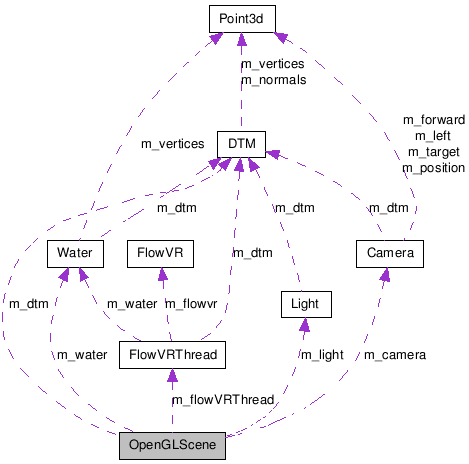 Point3d
m_vertices
m_normals
m_forward
m_left
m_target
m_position
m_vertices
DTM
m_dtm
m_dtm
m_dtm
Water
FlowVR
m_dtm
Camera
m_dtm
m_water
m_flowvr
Light
m_water
FlowVRThread
m_light
m_camera
m_flowVRThread
OpenGLScene